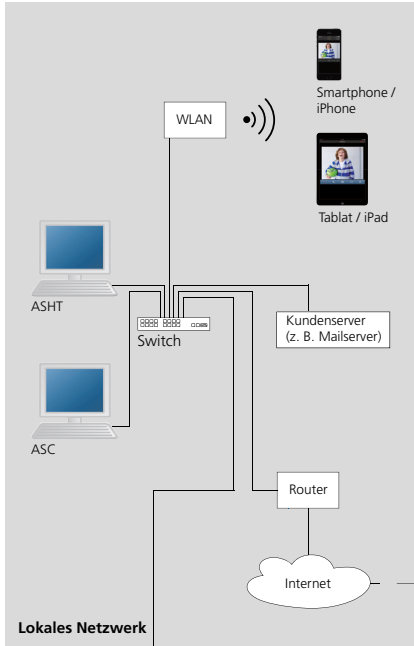 Smartphone /
iPhone
WLAN
Tablat / iPad
ASHT
Switch
Kundenserver
(z. B. Mailserver)
ASC
Router
Internet
Lokales Netzwerk